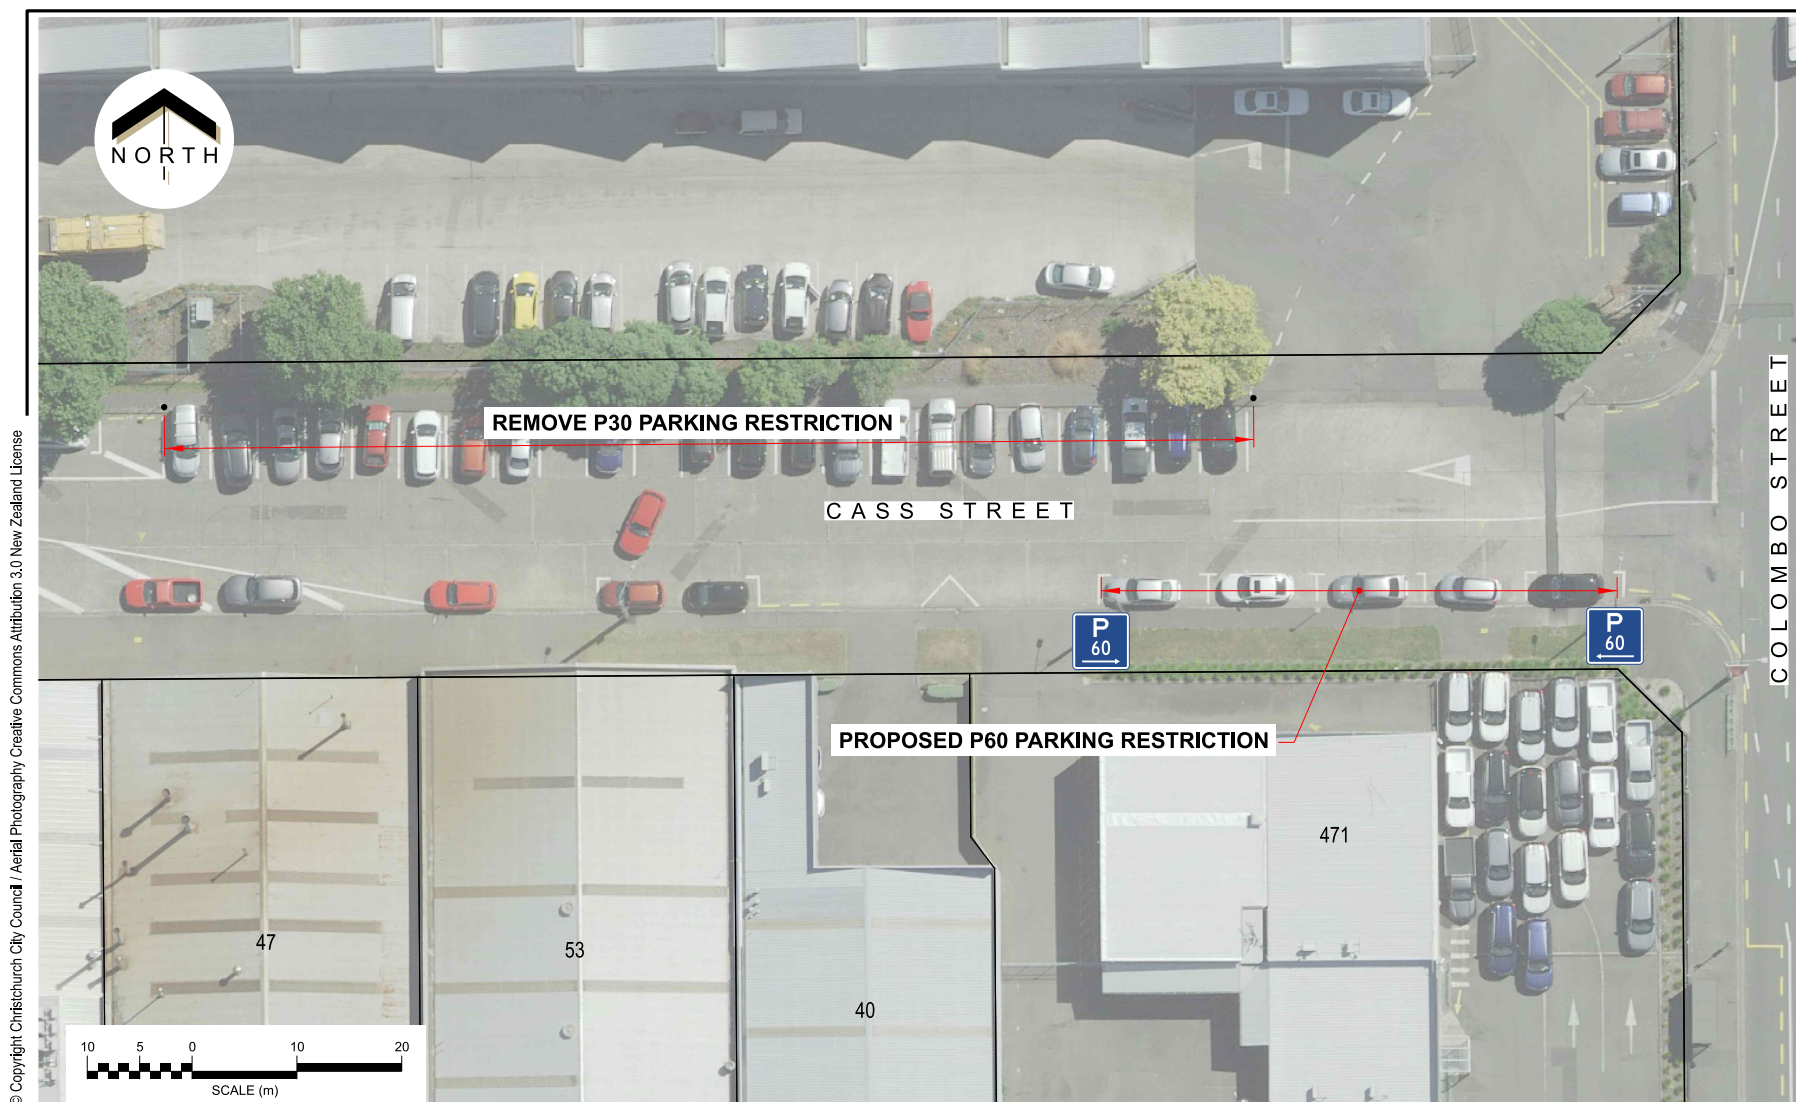 NORTH
REMOVE P30 PARKING RESTRICTION
CASS STREET
COLOMBO STREET
P
60
P
60
PROPOSED P60 PARKING RESTRICTION
471
47
53
40
10 5 0 10 20
SCALE (m)
© Copyright Christchurch City Council / Aerial Photography Creative Commons Attribution 3.0 New Zealand License